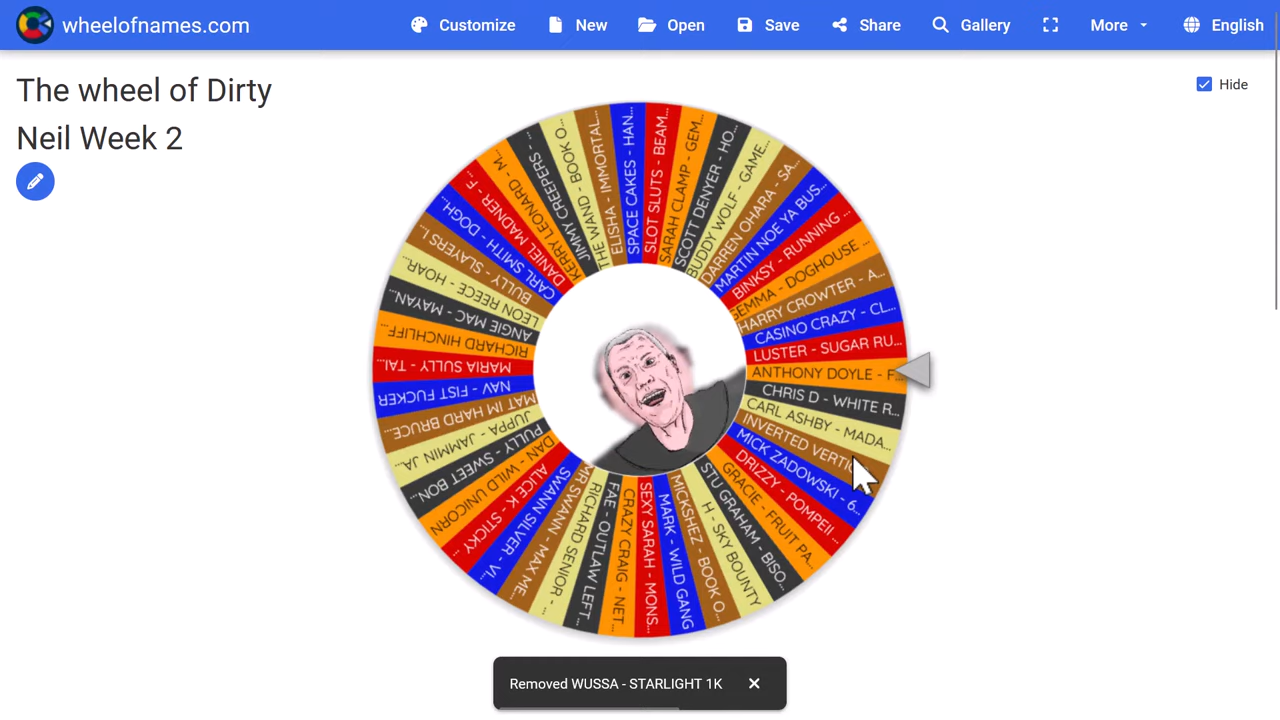 wheelofnames.com
Customize
New
Open
Save
Share
Gallery
More
English
The wheel of Dirty
Neil Week 2
Hide
SPACE CAKES - HAN...
SLOT SLUTS - BEAM...
SARAH CLAMP - GEM...
SCOTT DENYER - HO...
BUDDY WOLF - GAME...
DARREN OHARA - SA...
MARTIN NOE YA BUS...
BINKSY - RUNNING ...
GEMMA - DOGHOUSE ...
HARRY CROWTER - A...
CASINO CRAZY - CL...
LUSTER - SUGAR RU...
ANTHONY DOYLE - F...
CHRIS D - WHITE R...
CARL ASHBY - MADA...
INVERTED
MICK ZADOWSKI - 6...
DRIZZY - POMPEII ...
GRACIE - FRUIT PA...
STU GRAHAM - BISO...
H - SKY BOUNTY
MICKSHEZ - BOOK O...
MARK - WILD GANG
SEXY SARAH - MONS...
CRAZY CRAIG - NET...
FAE - OUTLAW LEFT...
RICHARD SENIOR - ...
MR SWANN - MAX ME...
SWANN SILVER - VI...
ALICE K - STICKY ...
DAN - WILD UNICORN
PULLY - SWEET BON...
JUPPA - JAMMIN JA...
MAT IM HARD BRUCE...
NAV - FIST FUCKER
MARIA SULLY - TAI...
RICHARD HINCHLIFF...
ANGIE MAC - MAYAN...
LEON REECE - HOAR...
BULLY - SLAYERS I...
CARL SMITH - DOGH...
DANIEL MADNER - F...
KERRY LEONARD - M...
JIMMY CREEPERS - ...
THE WAND - BOOK O...
ELISHA - IMMORTAL...
Removed WUSSA - STARLIGHT 1K